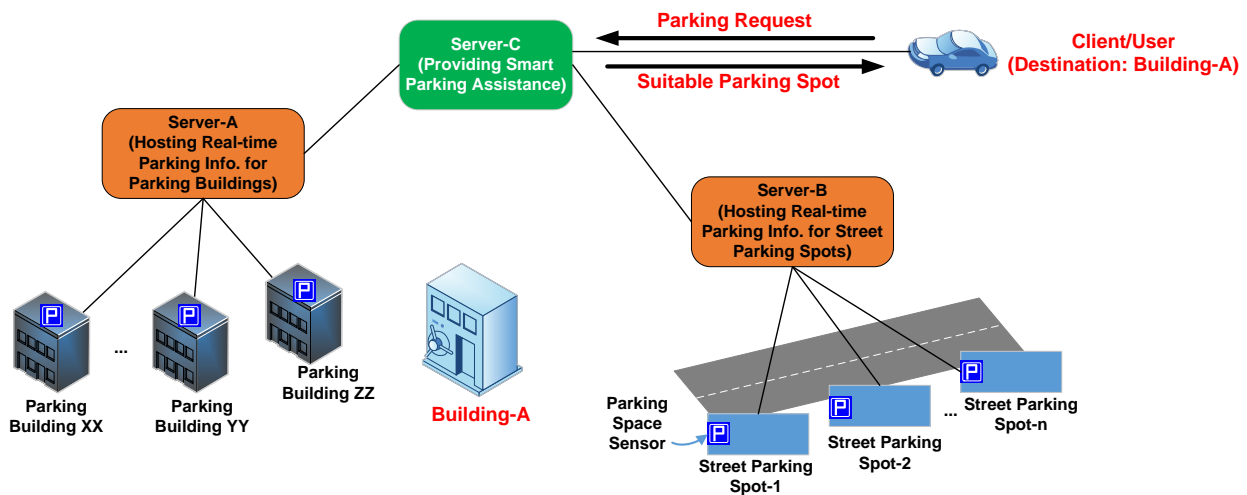 Parking Request
Server-C
(Providing Smart
Parking Assistance)
Client/User
(Destination: Building-A)
Suitable Parking Spot
Server-A
(Hosting Real-time
Parking Info. for
Parking Buildings)
Server-B
(Hosting Real-time
Parking Info. for Street
Parking Spots)
P
P
P
...
Parking
Building XX
Parking
Building YY
Parking
Building ZZ
Building-A
Parking
Space
Sensor
P
P
P
...
Street Parking
Spot-1
Street Parking
Spot-2
Street Parking
Spot-n